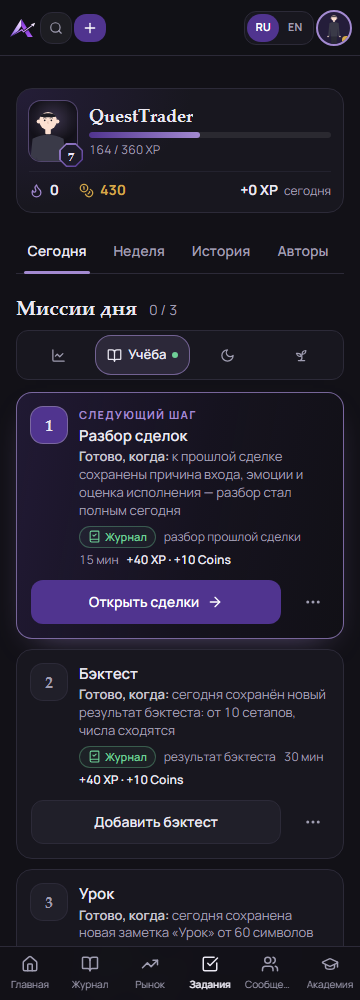 RU EN
QuestTrader
7
164 / 360 XP
0 430 +0 XP сегодня
Сегодня Неделя История Авторы
Миссии дня 0 / 3
Учёба
1
СЛЕДУЮЩИЙ ШАГ
Разбор сделок
Готово, когда: к прошлой сделке
сохранены причина входа, эмоции и
оценка исполнения — разбор стал
полным сегодня
Журнал разбор прошлой сделки
15 мин +40 XP · +10 Coins
Открыть сделки →
2
Бэктест
Готово, когда: сегодня сохранён новый
результат бэктеста: от 10 сетапов,
числа сходятся
Журнал результат бэктеста 30 мин
+40 XP · +10 Coins
Добавить бэктест
3
Урок
Готово, когда: сегодня сохранена
новая заметка «Урок» от 60 символов
Главная Журнал Рынок Задания Сообще... Академия